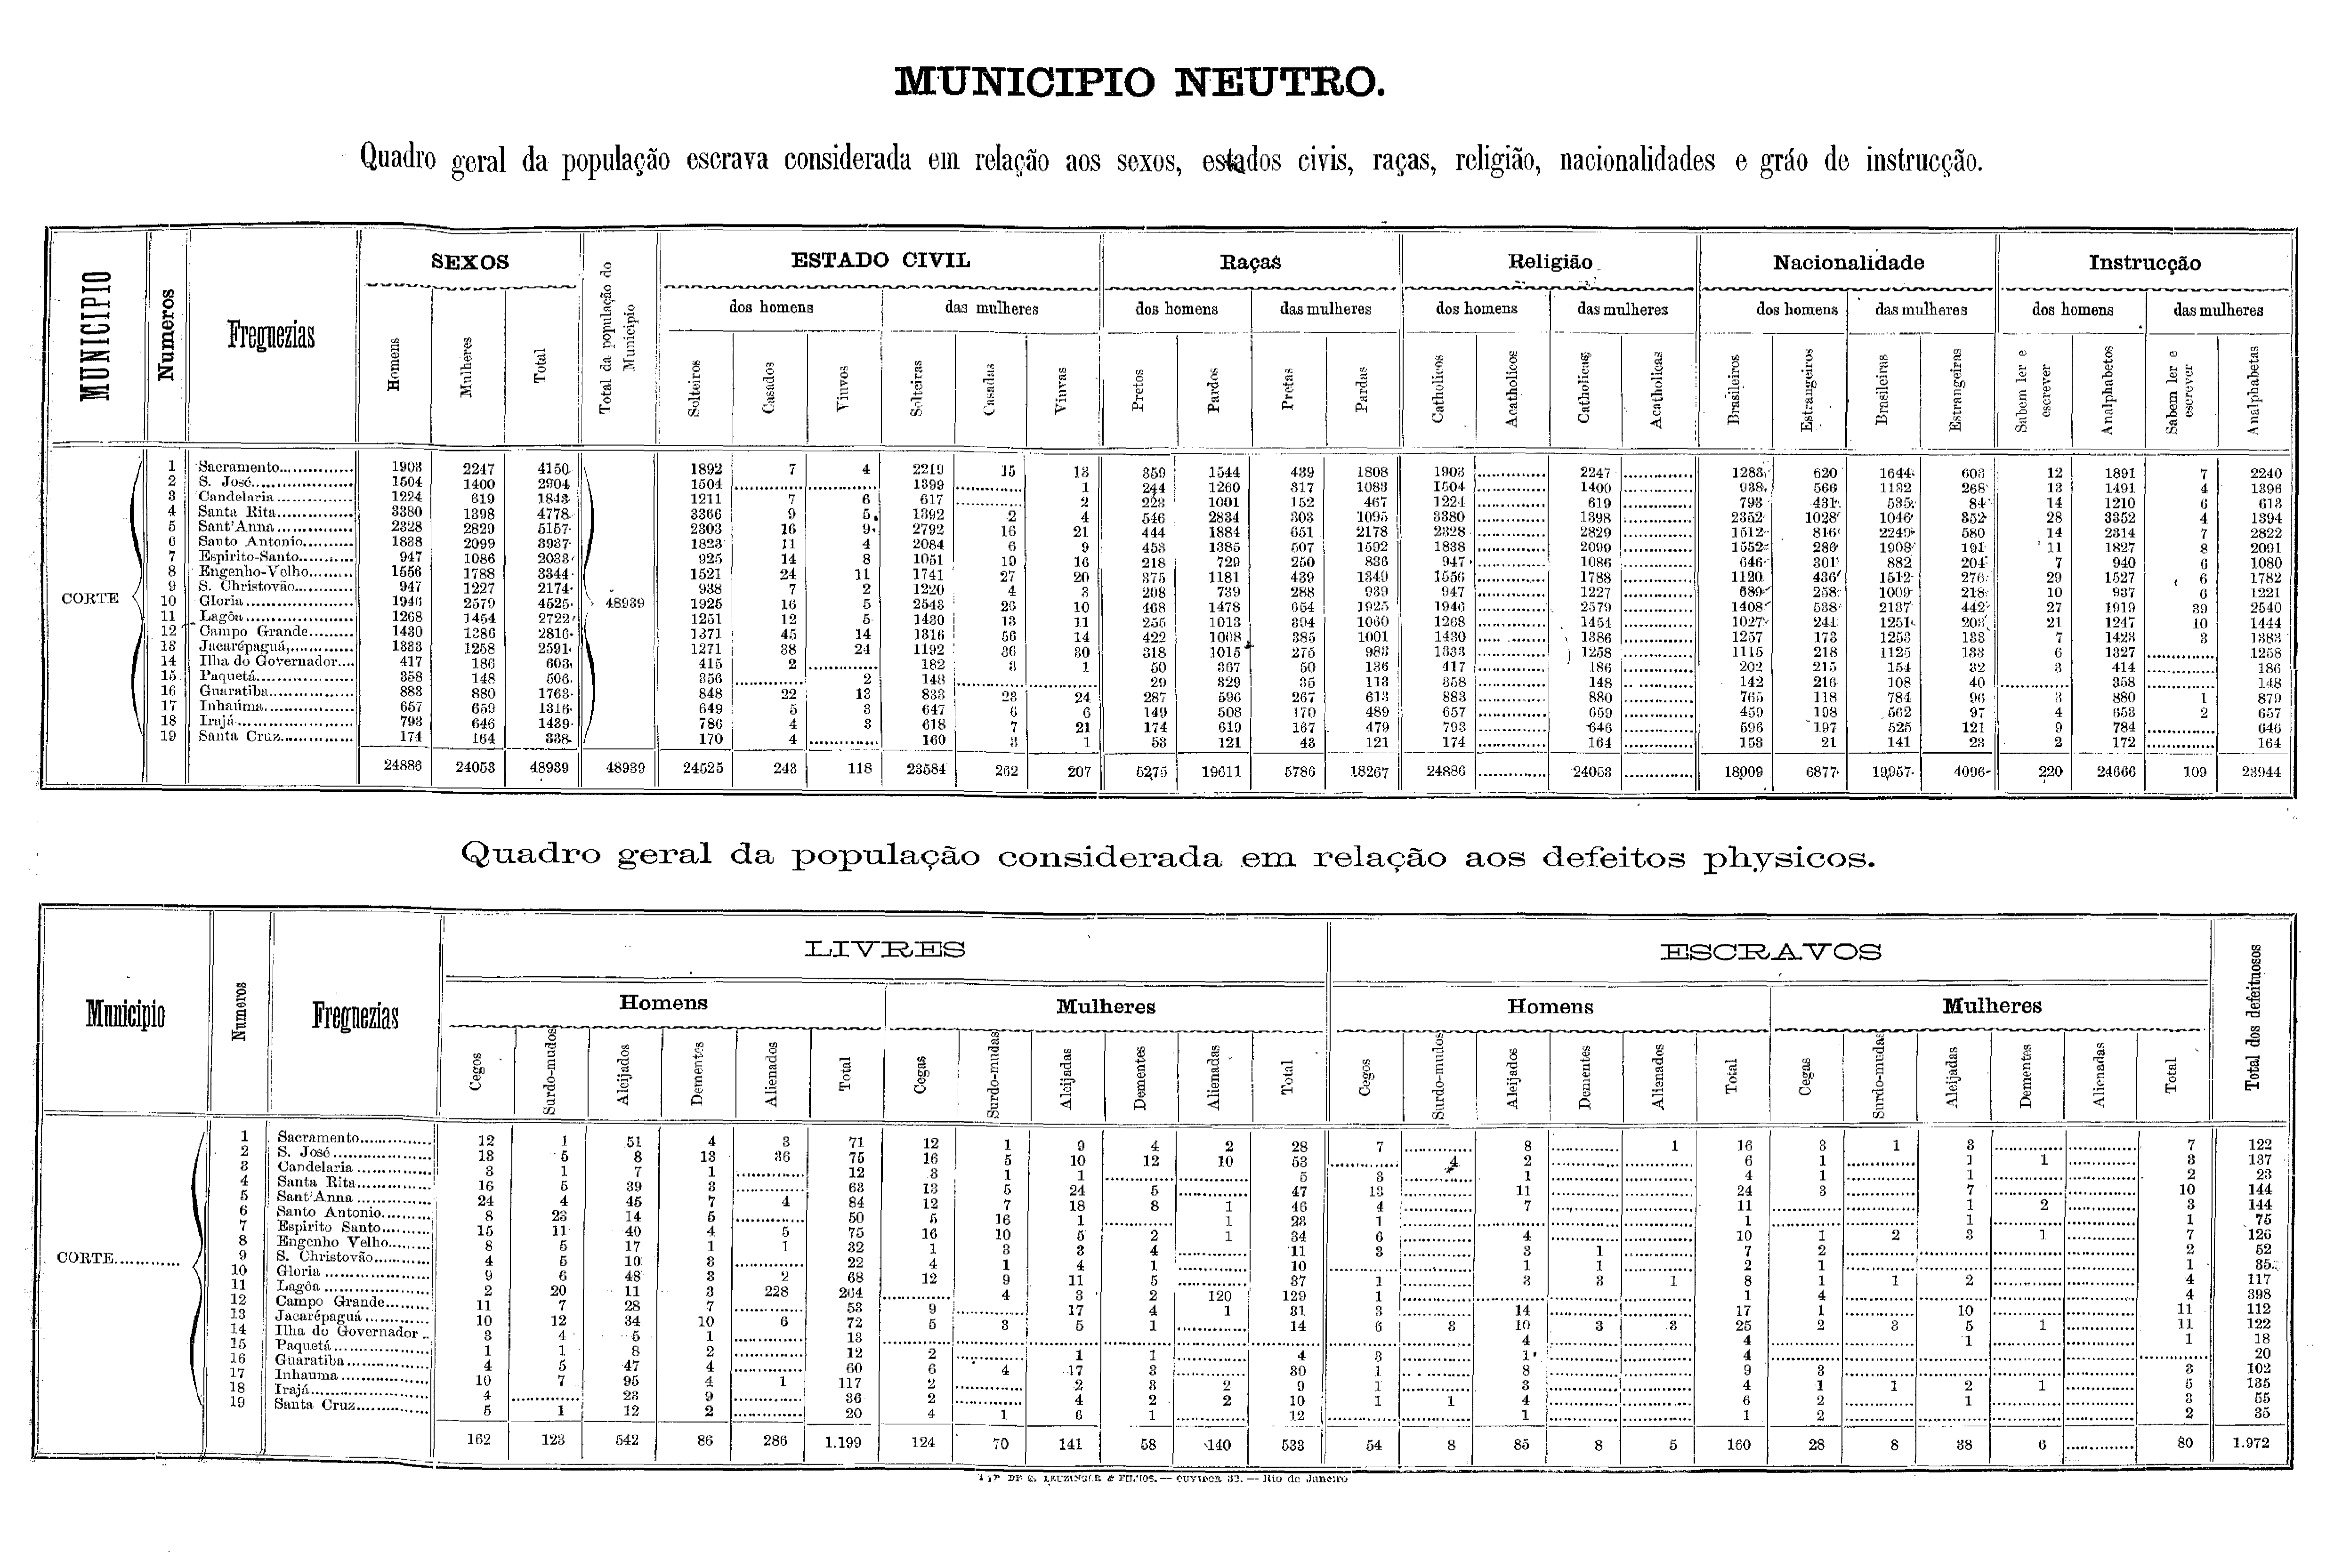 MUNICIPIO NEUTRO.
Quadro geral da população escrava considerada em relação aos sexos, estados civis, raças, religião, nacionalidades e gráo de instrucção.
MUNICIPIO Numeros Freguezias SEXOS Total da população do Municipio ESTADO CIVIL Raças Religião Nacionalidade Instrucção
dos homens das mulheres dos homens das mulheres dos homens das mulheres dos homens das mulheres dos homens das mulheres
Homens Mulheres Total Solteiros Casados Viuvos Solteiras Casadas Viuvas Pretos Pardos Pretas Pardas Catholicos Acatholicos Catholicas Acatholicas Brasileiros Estrangeiros Brasileiras Estrangeiras Sabem ler e escrever Analphabetos Sabem ler e escrever Analphabetas
1 Sacramento 1903 2247 4150 1892 7 4 2219 15 13 359 1544 439 1808 1903 2247 1283 620 1644 603 12 1891 7 2240
2 S. José 1504 1400 2904 1504 1399 1 244 1260 317 1083 1504 1400 938 566 1132 268 13 1491 4 1396
3 Candelaria 1224 619 1843 1211 7 6 617 2 223 1001 152 467 1224 619 793 431 535 84 14 1210 6 613
4 Santa Rita 3380 1398 4778 3366 9 5 1392 2 4 546 2834 303 1095 3380 1398 2352 1028 1046 352 28 3352 4 1394
5 Sant'Anna 2328 2829 5157 2303 16 9 2792 16 21 444 1884 651 2178 2328 2829 1512 816 2249 580 14 2314 7 2822
6 Santo Antonio 1838 2099 3937 1823 11 4 2084 6 9 453 1385 507 1592 1838 2099 1552 286 1908 191 11 1827 8 2091
7 Espirito-Santo 947 1086 2033 925 14 8 1051 19 16 218 729 250 836 947 1086 646 301 882 204 7 940 6 1080
8 Engenho-Velho 1556 1788 3344 1521 24 11 1741 27 20 375 1181 439 1349 1556 1788 1120 436 1512 276 29 1527 6 1782
9 S. Christovão 947 1227 2174 938 7 2 1220 4 3 208 739 288 939 947 1227 689 258 1009 218 10 937 6 1221
CORTE 10 Gloria 1946 2579 4525 48939 1925 16 5 2543 26 10 468 1478 654 1925 1946 2579 1408 538 2137 442 27 1919 39 2540
11 Lagôa 1268 1454 2722 1251 12 5 1430 13 11 255 1013 394 1060 1268 1454 1027 241 1251 203 21 1247 10 1444
12 Campo Grande 1430 1386 2816 1371 45 14 1316 56 14 422 1008 385 1001 1430 1386 1257 173 1253 133 7 1423 3 1383
13 Jacarépaguá 1333 1258 2591 1271 38 24 1192 36 30 318 1015 275 983 1333 1258 1115 218 1125 133 6 1327 1258
14 Ilha do Governador 417 186 603 415 2 182 3 1 50 367 50 136 417 186 202 215 154 32 3 414 186
15 Paquetá 358 148 506 356 2 148 29 329 35 113 358 148 142 216 108 40 358 148
16 Guaratiba 883 880 1763 848 22 13 833 23 24 287 596 267 613 883 880 765 118 784 96 3 880 1 879
17 Inhaúma 657 659 1316 649 5 3 647 6 6 149 508 170 489 657 659 459 198 562 97 4 653 2 657
18 Irajá 793 646 1439 786 4 3 618 7 21 174 619 167 479 793 646 596 197 525 121 9 784 646
19 Santa Cruz 174 164 338 170 4 160 3 1 53 121 43 121 174 164 153 21 141 23 2 172 164
24886 24053 48939 48939 24525 243 118 23584 262 207 5275 19611 5786 18267 24886 24053 18009 6877 19957 4096 220 24666 109 23944
Quadro geral da população considerada em relação aos defeitos physicos.
Municipio Numeros Freguezias LIVRES ESCRAVOS Total dos defeituosos
Homens Mulheres Homens Mulheres
Cegos Surdo-mudos Aleijados Dementes Alienados Total Cegas Surdo-mudas Aleijadas Dementes Alienadas Total Cegos Surdo-mudos Aleijados Dementes Alienados Total Cegas Surdo-mudas Aleijadas Dementes Alienadas Total
1 Sacramento 12 1 51 4 3 71 12 1 9 4 2 28 7 8 1 16 3 1 3 7 122
2 S. José 13 5 8 13 36 75 16 5 10 12 10 53 4 2 6 1 1 1 3 137
3 Candelaria 3 1 7 1 12 3 1 1 5 3 1 4 1 1 2 23
4 Santa Rita 16 5 39 3 63 13 5 24 5 47 13 11 24 3 7 10 144
5 Sant'Anna 24 4 45 7 4 84 12 7 18 8 1 46 4 7 11 1 2 3 144
6 Santo Antonio 8 23 14 5 50 5 16 1 1 23 1 1 1 1 75
7 Espirito Santo 15 11 40 4 5 75 16 10 5 2 1 34 6 4 10 1 2 3 1 7 126
8 Engenho Velho 8 5 17 1 1 32 1 3 3 4 11 3 3 1 7 2 2 52
CORTE 9 S. Christovão 4 5 10 3 22 4 1 4 1 10 1 1 2 1 1 35
10 Gloria 9 6 48 3 2 68 12 9 11 5 37 1 3 3 1 8 1 1 2 4 117
11 Lagôa 2 20 11 3 228 264 4 3 2 120 129 1 1 4 4 398
12 Campo Grande 11 7 28 7 53 9 17 4 1 31 3 14 17 1 10 11 112
13 Jacarépaguá 10 12 34 10 6 72 5 3 5 1 14 6 3 10 3 3 25 2 3 5 1 11 122
14 Ilha do Governador 3 4 5 1 13 4 4 1 1 18
15 Paquetá 1 1 8 2 12 2 1 1 4 3 1 4 20
16 Guaratiba 4 5 47 4 60 6 4 17 3 30 1 8 9 3 3 102
17 Inhauma 10 7 95 4 1 117 2 2 3 2 9 1 3 4 1 1 2 1 5 135
18 Irajá 4 23 9 36 2 4 2 2 10 1 1 4 6 2 1 3 55
19 Santa Cruz 5 1 12 2 20 4 1 6 1 12 1 1 2 2 35
162 123 542 86 286 1.199 124 70 141 58 140 533 54 8 85 8 5 160 28 8 38 6 80 1.972
TYP DE G. LEUZINGER & FILHOS. — OUVIDOR 32. — Rio de Janeiro